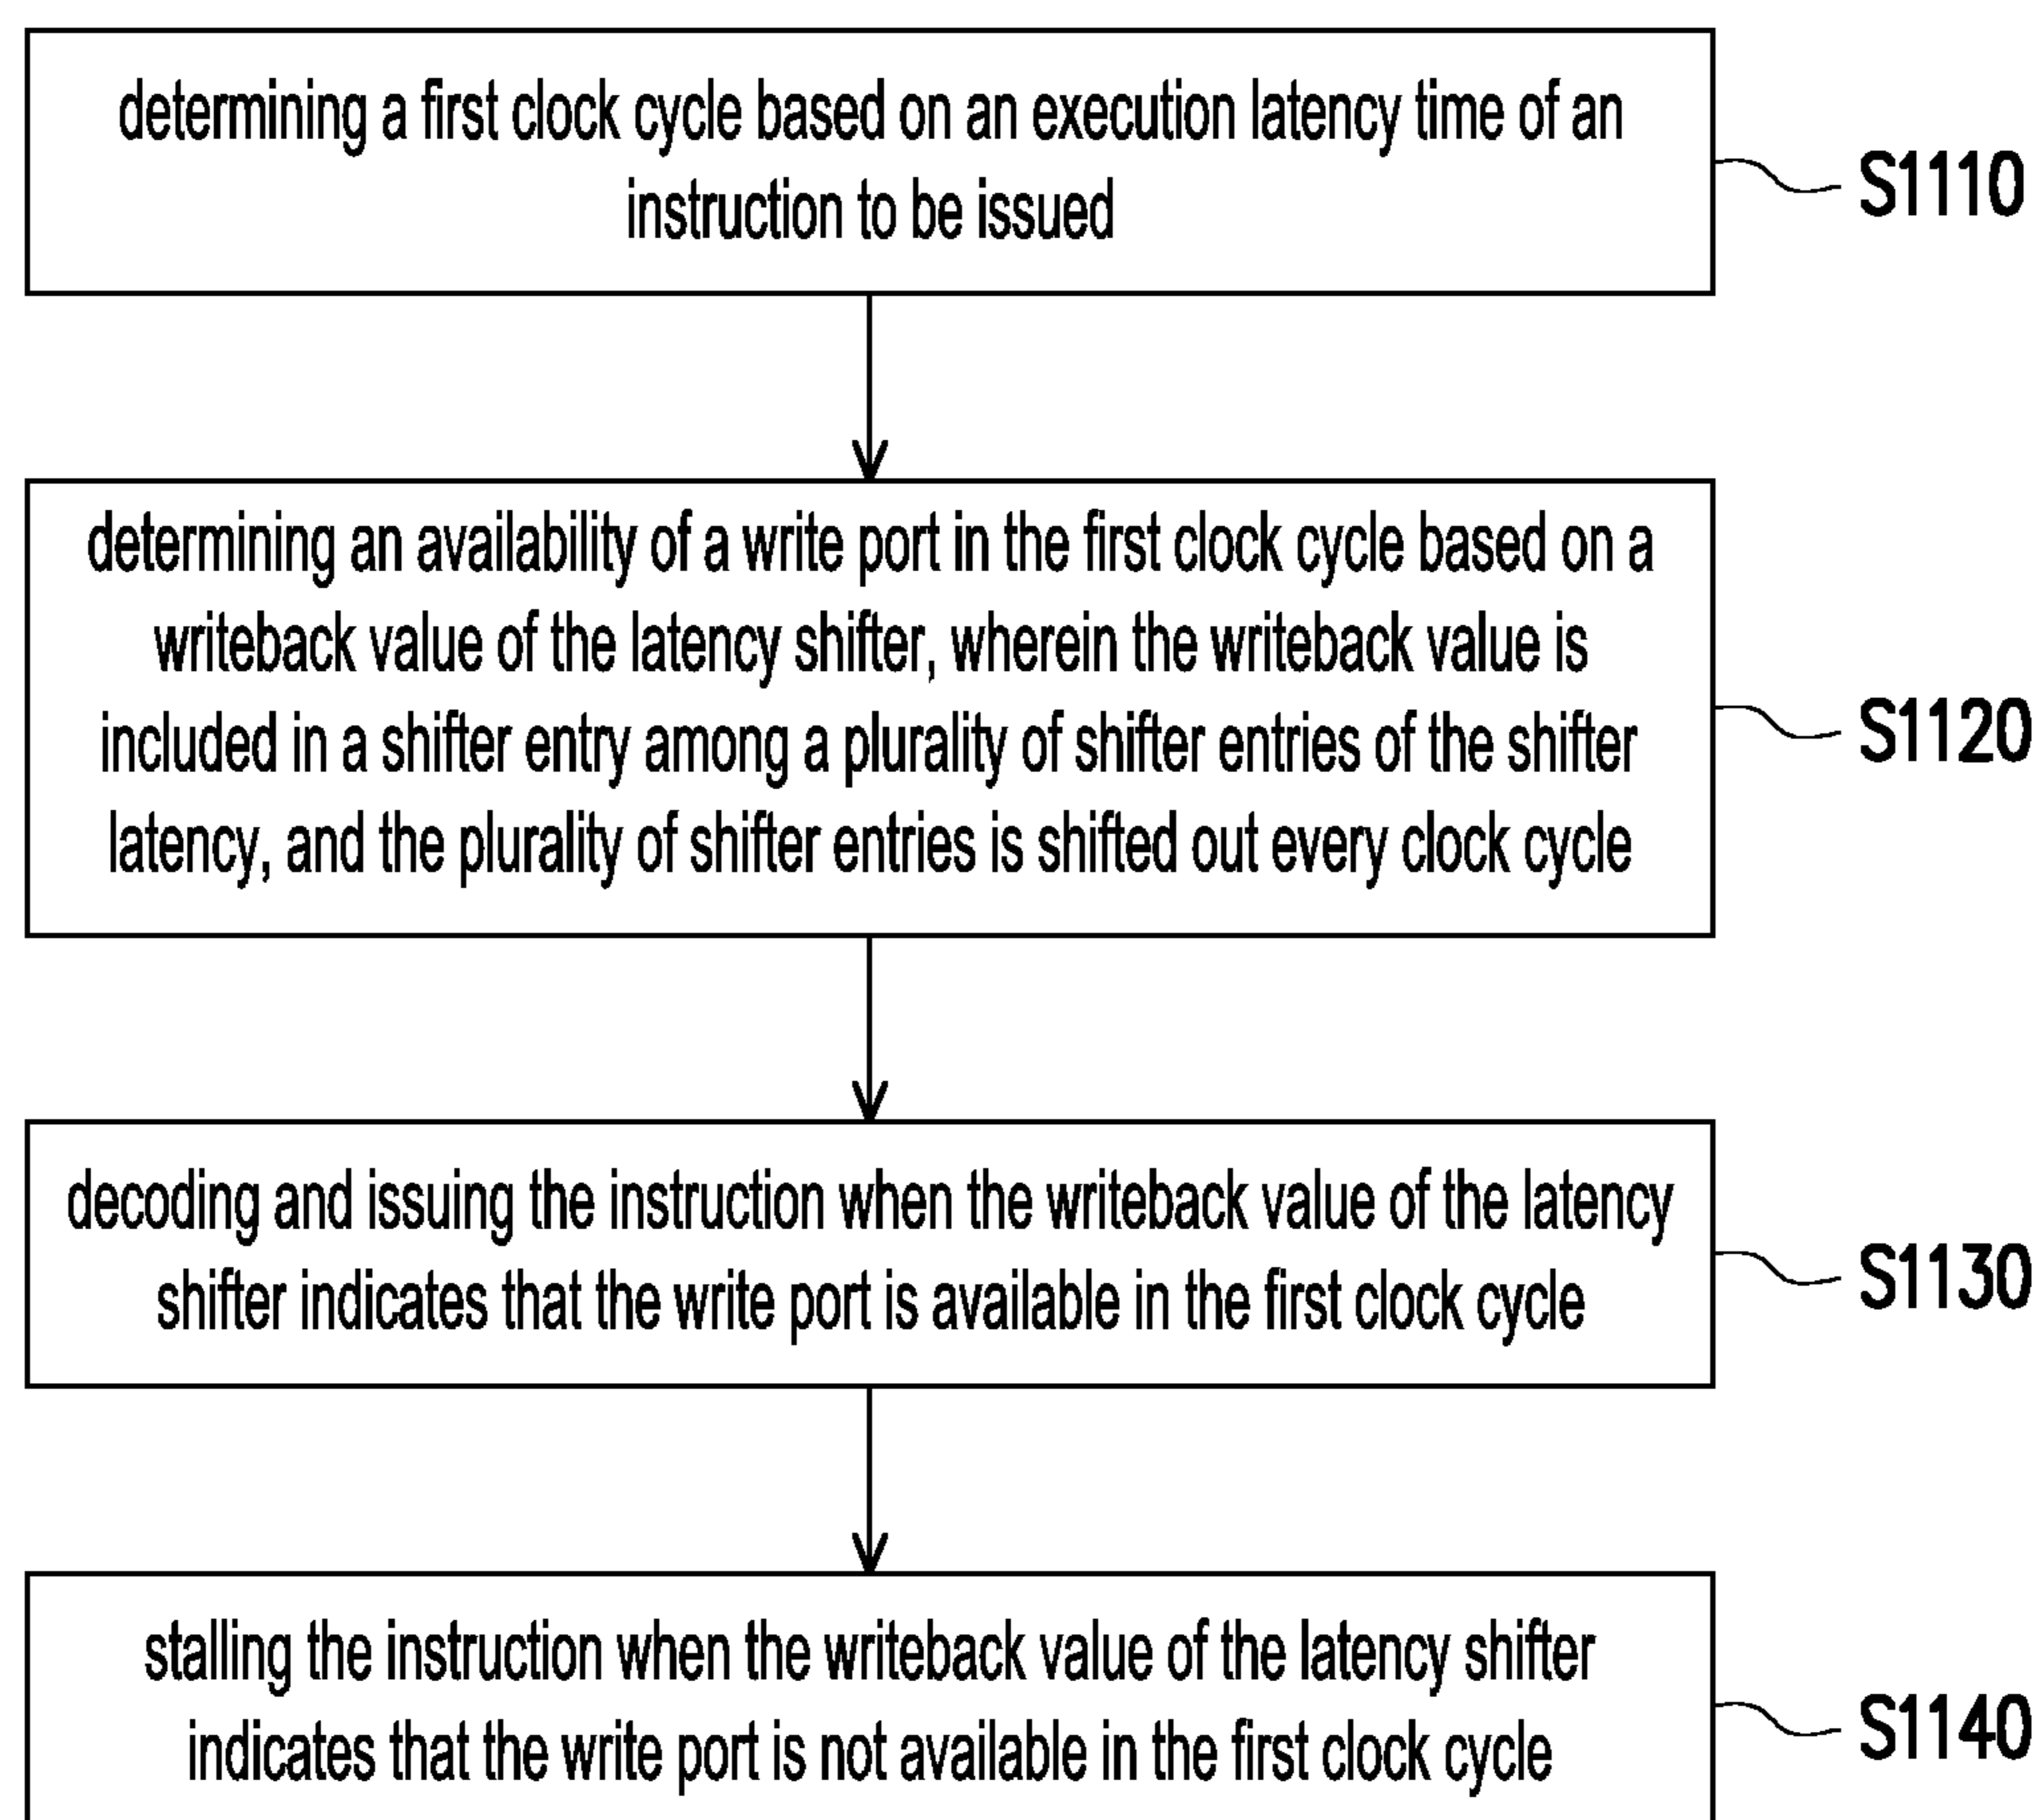 determining a first clock cycle based on an execution latency time of an
instruction to be issued
S1110
determining an availability of a write port in the first clock cycle based on a
writeback value of the latency shifter, wherein the writeback value is
included in a shifter entry among a plurality of shifter entries of the shifter
latency, and the plurality of shifter entries is shifted out every clock cycle
S1120
decoding and issuing the instruction when the writeback value of the latency
shifter indicates that the write port is available in the first clock cycle
S1130
stalling the instruction when the writeback value of the latency shifter
indicates that the write port is not available in the first clock cycle
S1140